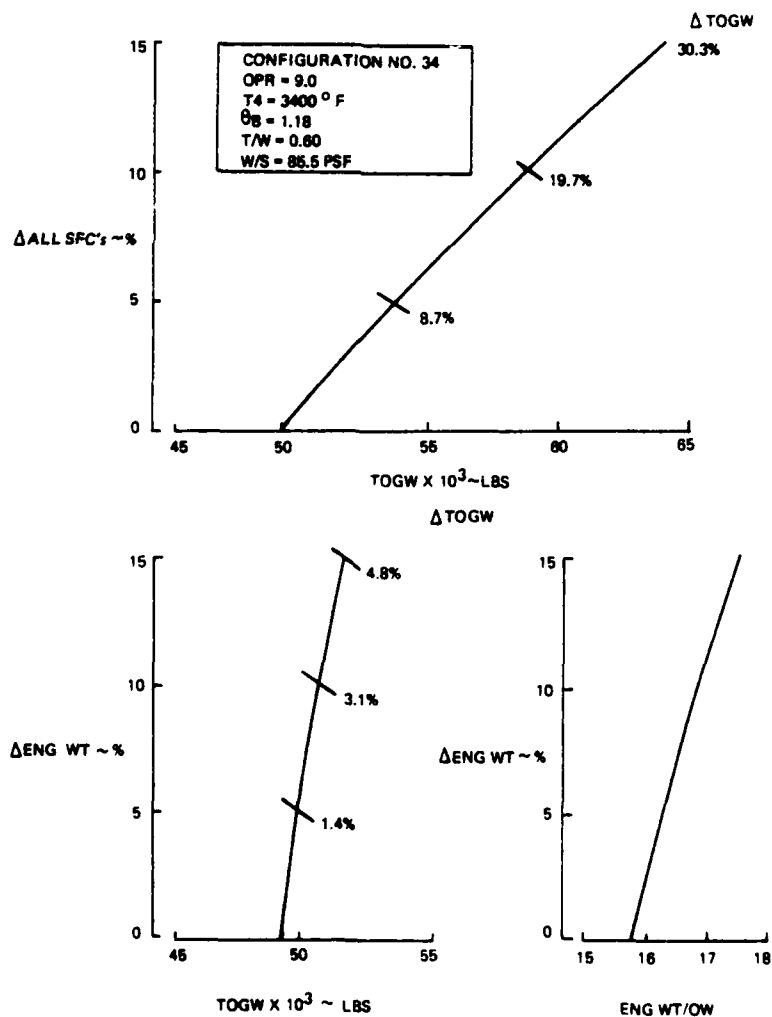 Δ TOGW
15
30.3%
CONFIGURATION NO. 34
OPR = 9.0
T4 = 3400° F
θB = 1.18
T/W = 0.60
W/S = 85.5 PSF
10
19.7%
ΔALL SFC's ~%
5
8.7%
0
45 50 55 60 65
TOGW X 10³ ~ LBS
Δ TOGW
15
4.8%
10
3.1%
ΔENG WT ~ %
5
1.4%
0
45 50 55
TOGW X 10³ ~ LBS
15
10
ΔENG WT ~ %
5
0
15 16 17 18
ENG WT/OW